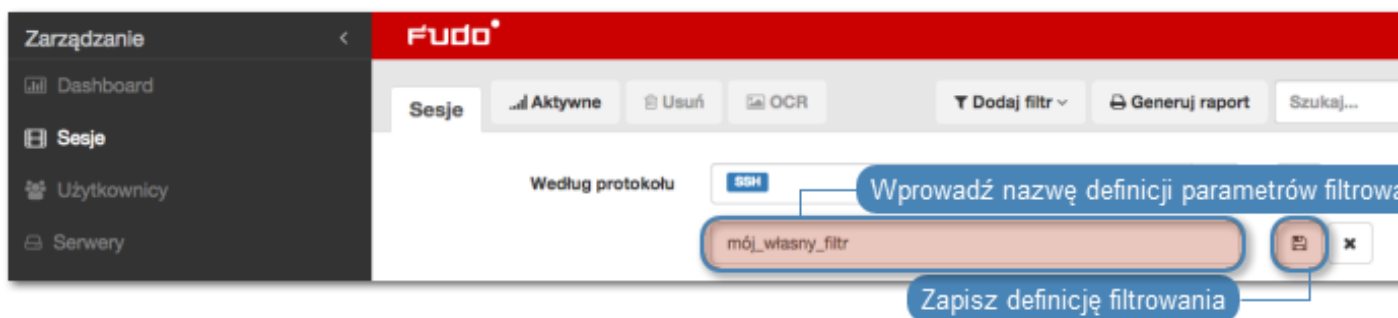 Zarządzanie
FUDO
Dashboard
Sesje
Aktywne
Usuń
OCR
Dodaj filtr
Generuj raport
Szukaj...
Sesje
Według protokołu
SSH
Użytkownicy
Wprowadź nazwę definicji parametrów filtrowa
Serwery
mój_własny_filtr
Zapisz definicję filtrowania